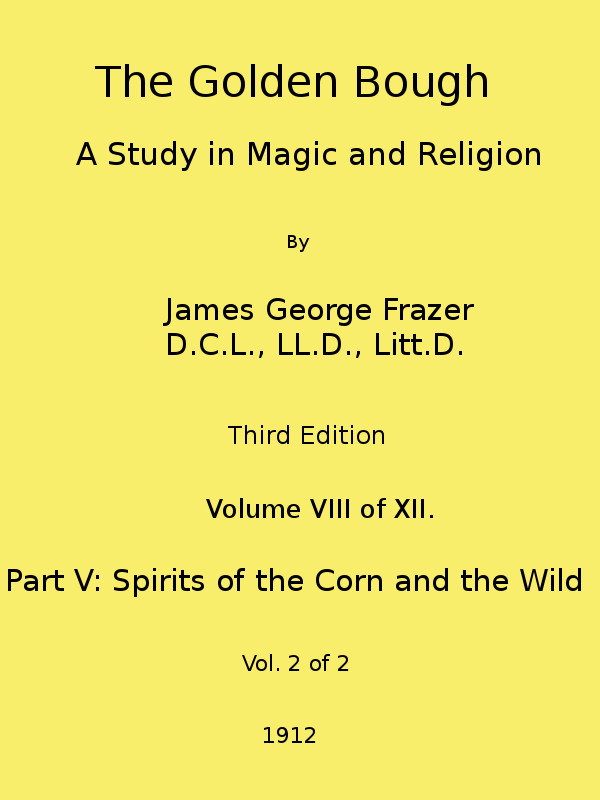 The Golden Bough
A Study in Magic and Religion
By
James George Frazer
D.C.L., LL.D., Litt.D.
Third Edition
Volume VIII of XII.
Part V: Spirits of the Corn and the Wild
Vol. 2 of 2
1912